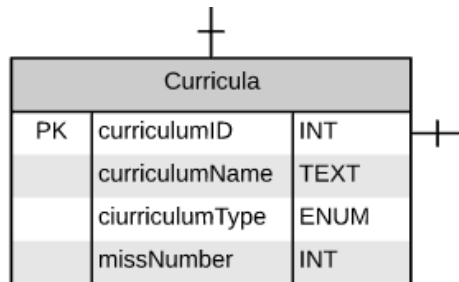 Curricula
PK curriculumID INT
curriculumName TEXT
ciurriculumType ENUM
missNumber INT